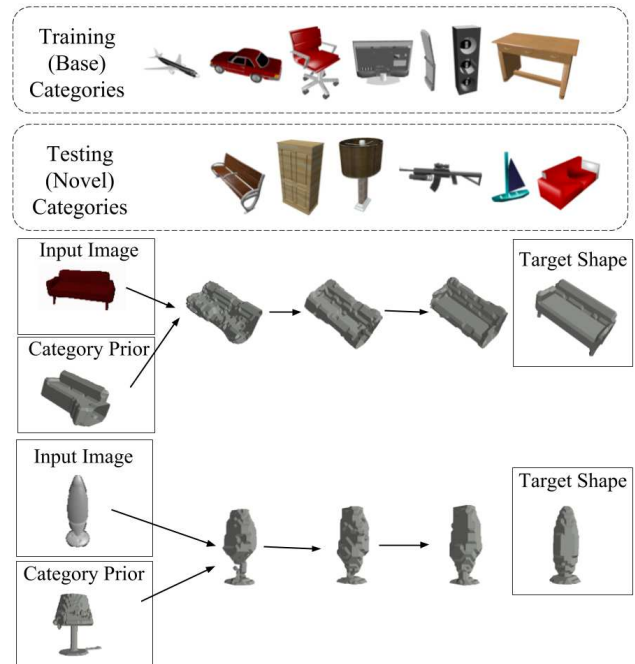 Training
(Base)
Categories
Testing
(Novel)
Categories
Input Image
Target Shape
Category Prior
Input Image
Target Shape
Category Prior